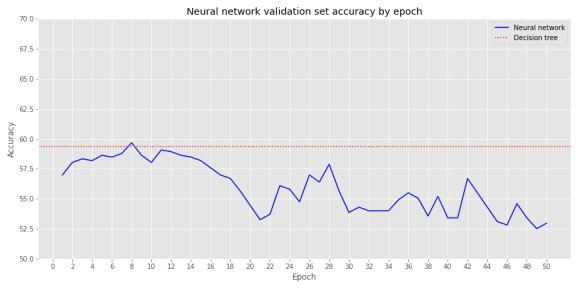 Neural network validation set accuracy by epoch
70.0
67.5
65.0
62.5
60.0
57.5
55.0
52.5
50.0
Accuracy
Neural network
Decision tree
0 2 4 6 8 10 12 14 16 18 20 22 24 26 28 30 32 34 36 38 40 42 44 46 48 50
Epoch